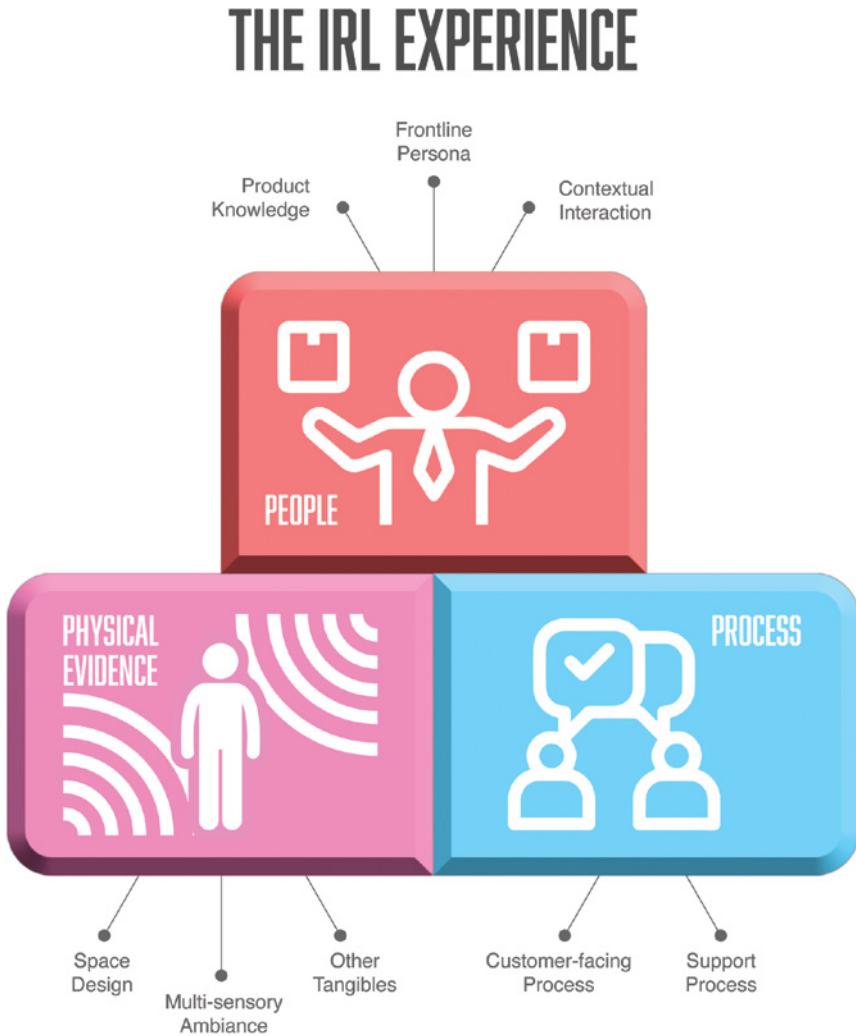 THE IRL EXPERIENCE
Frontline
Persona
Product
Knowledge
Contextual
Interaction
PEOPLE
PHYSICAL
EVIDENCE
PROCESS
Space
Design
Multi-sensory
Ambiance
Other
Tangibles
Customer-facing
Process
Support
Process